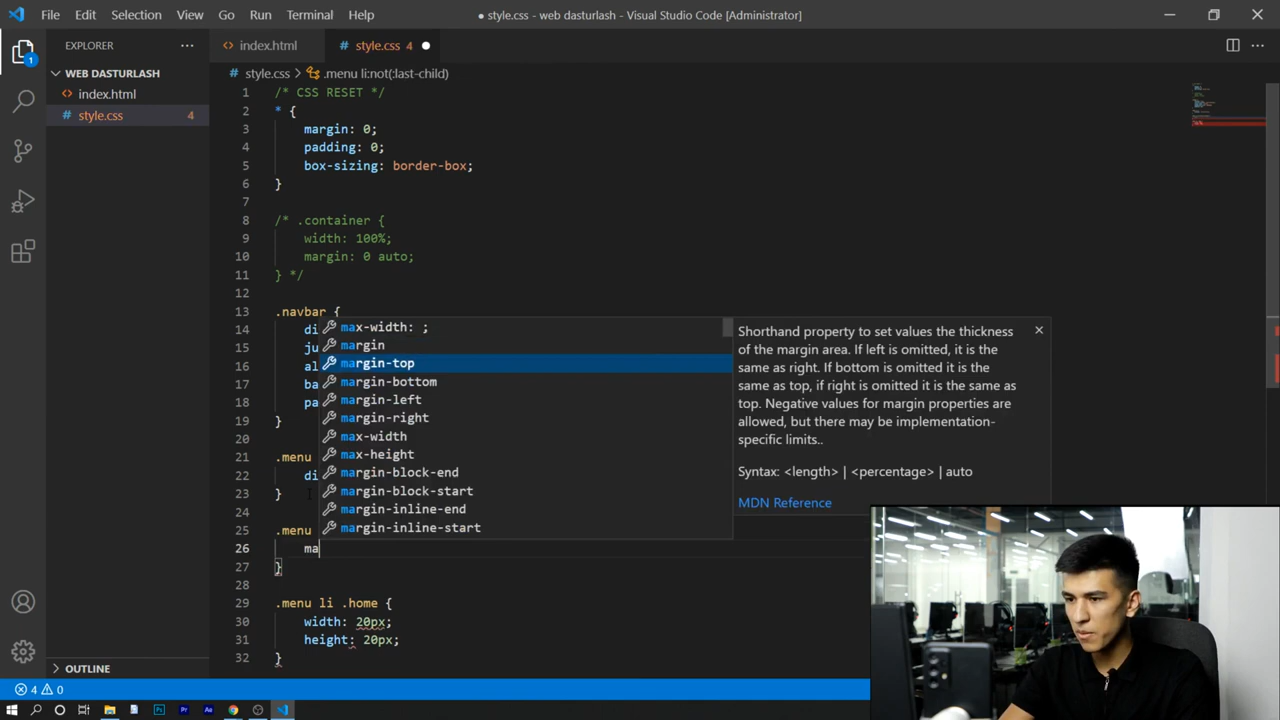 File Edit Selection View Go Run Terminal Help
● style.css - web dasturlash - Visual Studio Code [Administrator]
EXPLORER
index.html
style.css 4
WEB DASTURLASH
index.html
style.css 4
OUTLINE
1
style.css > .menu li:not(:last-child)
1 /* CSS RESET */
2 * {
3 margin: 0;
4 padding: 0;
5 box-sizing: border-box;
6 }
7
8 /* .container {
9 width: 100%;
10 margin: 0 auto;
11 } */
12
13 .navbar {
14 di
15 ju
16 al
17 ba
18 pa
19 }
20
21 .menu
22 di
23 }
24
25 .menu
26 ma
27 }
28
29 .menu li .home {
30 width: 20px;
31 height: 20px;
32 }
max-width: ;
margin
margin-top
margin-bottom
margin-left
margin-right
max-width
max-height
margin-block-end
margin-block-start
margin-inline-end
margin-inline-start
Shorthand property to set values the thickness
of the margin area. If left is omitted, it is the
same as right. If bottom is omitted it is the
same as top, if right is omitted it is the same as
top. Negative values for margin properties are
allowed, but there may be implementation-
specific limits..
Syntax: <length> | <percentage> | auto
MDN Reference
4 0
Ps Pr Ae